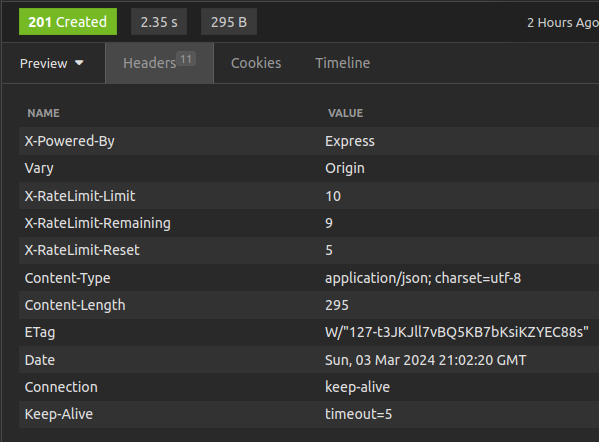 201 Created 2.35 s 295 B 2 Hours Ago
Preview Headers 11 Cookies Timeline
NAME VALUE
X-Powered-By Express
Vary Origin
X-RateLimit-Limit 10
X-RateLimit-Remaining 9
X-RateLimit-Reset 5
Content-Type application/json; charset=utf-8
Content-Length 295
ETag W/"127-t3JKJll7vBQ5KB7bKsiKZYEC88s"
Date Sun, 03 Mar 2024 21:02:20 GMT
Connection keep-alive
Keep-Alive timeout=5